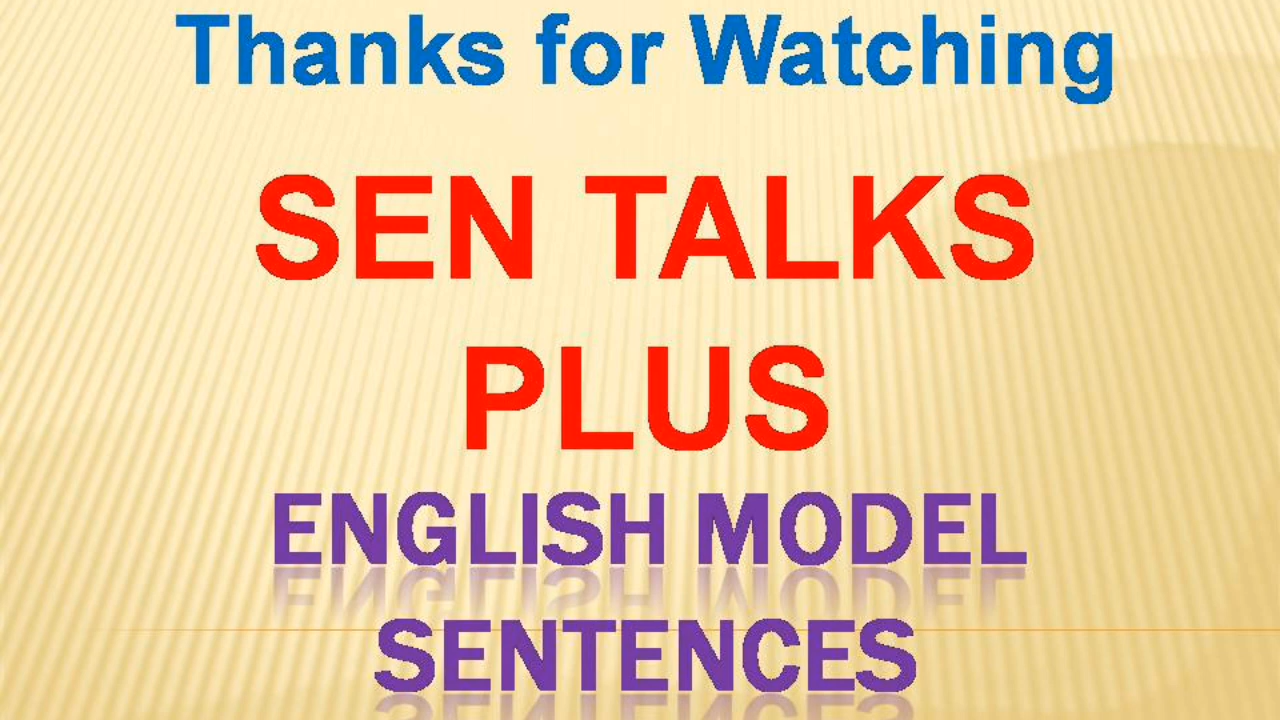 Thanks for Watching
SEN TALKS
PLUS
ENGLISH MODEL
SENTENCES